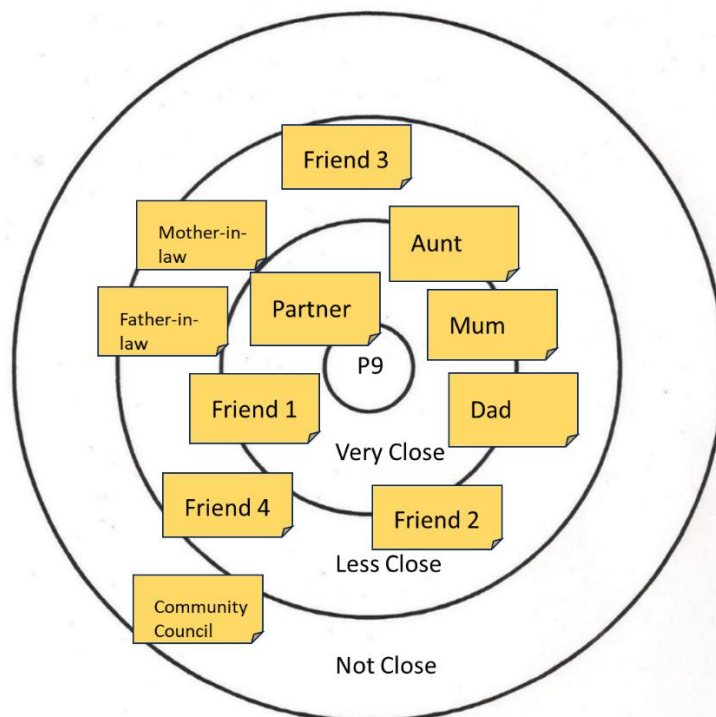 Friend 3
Mother-in-
law
Aunt
Partner
Father-in-
law
Mum
P9
Friend 1
Dad
Very Close
Friend 4
Friend 2
Less Close
Community
Council
Not Close